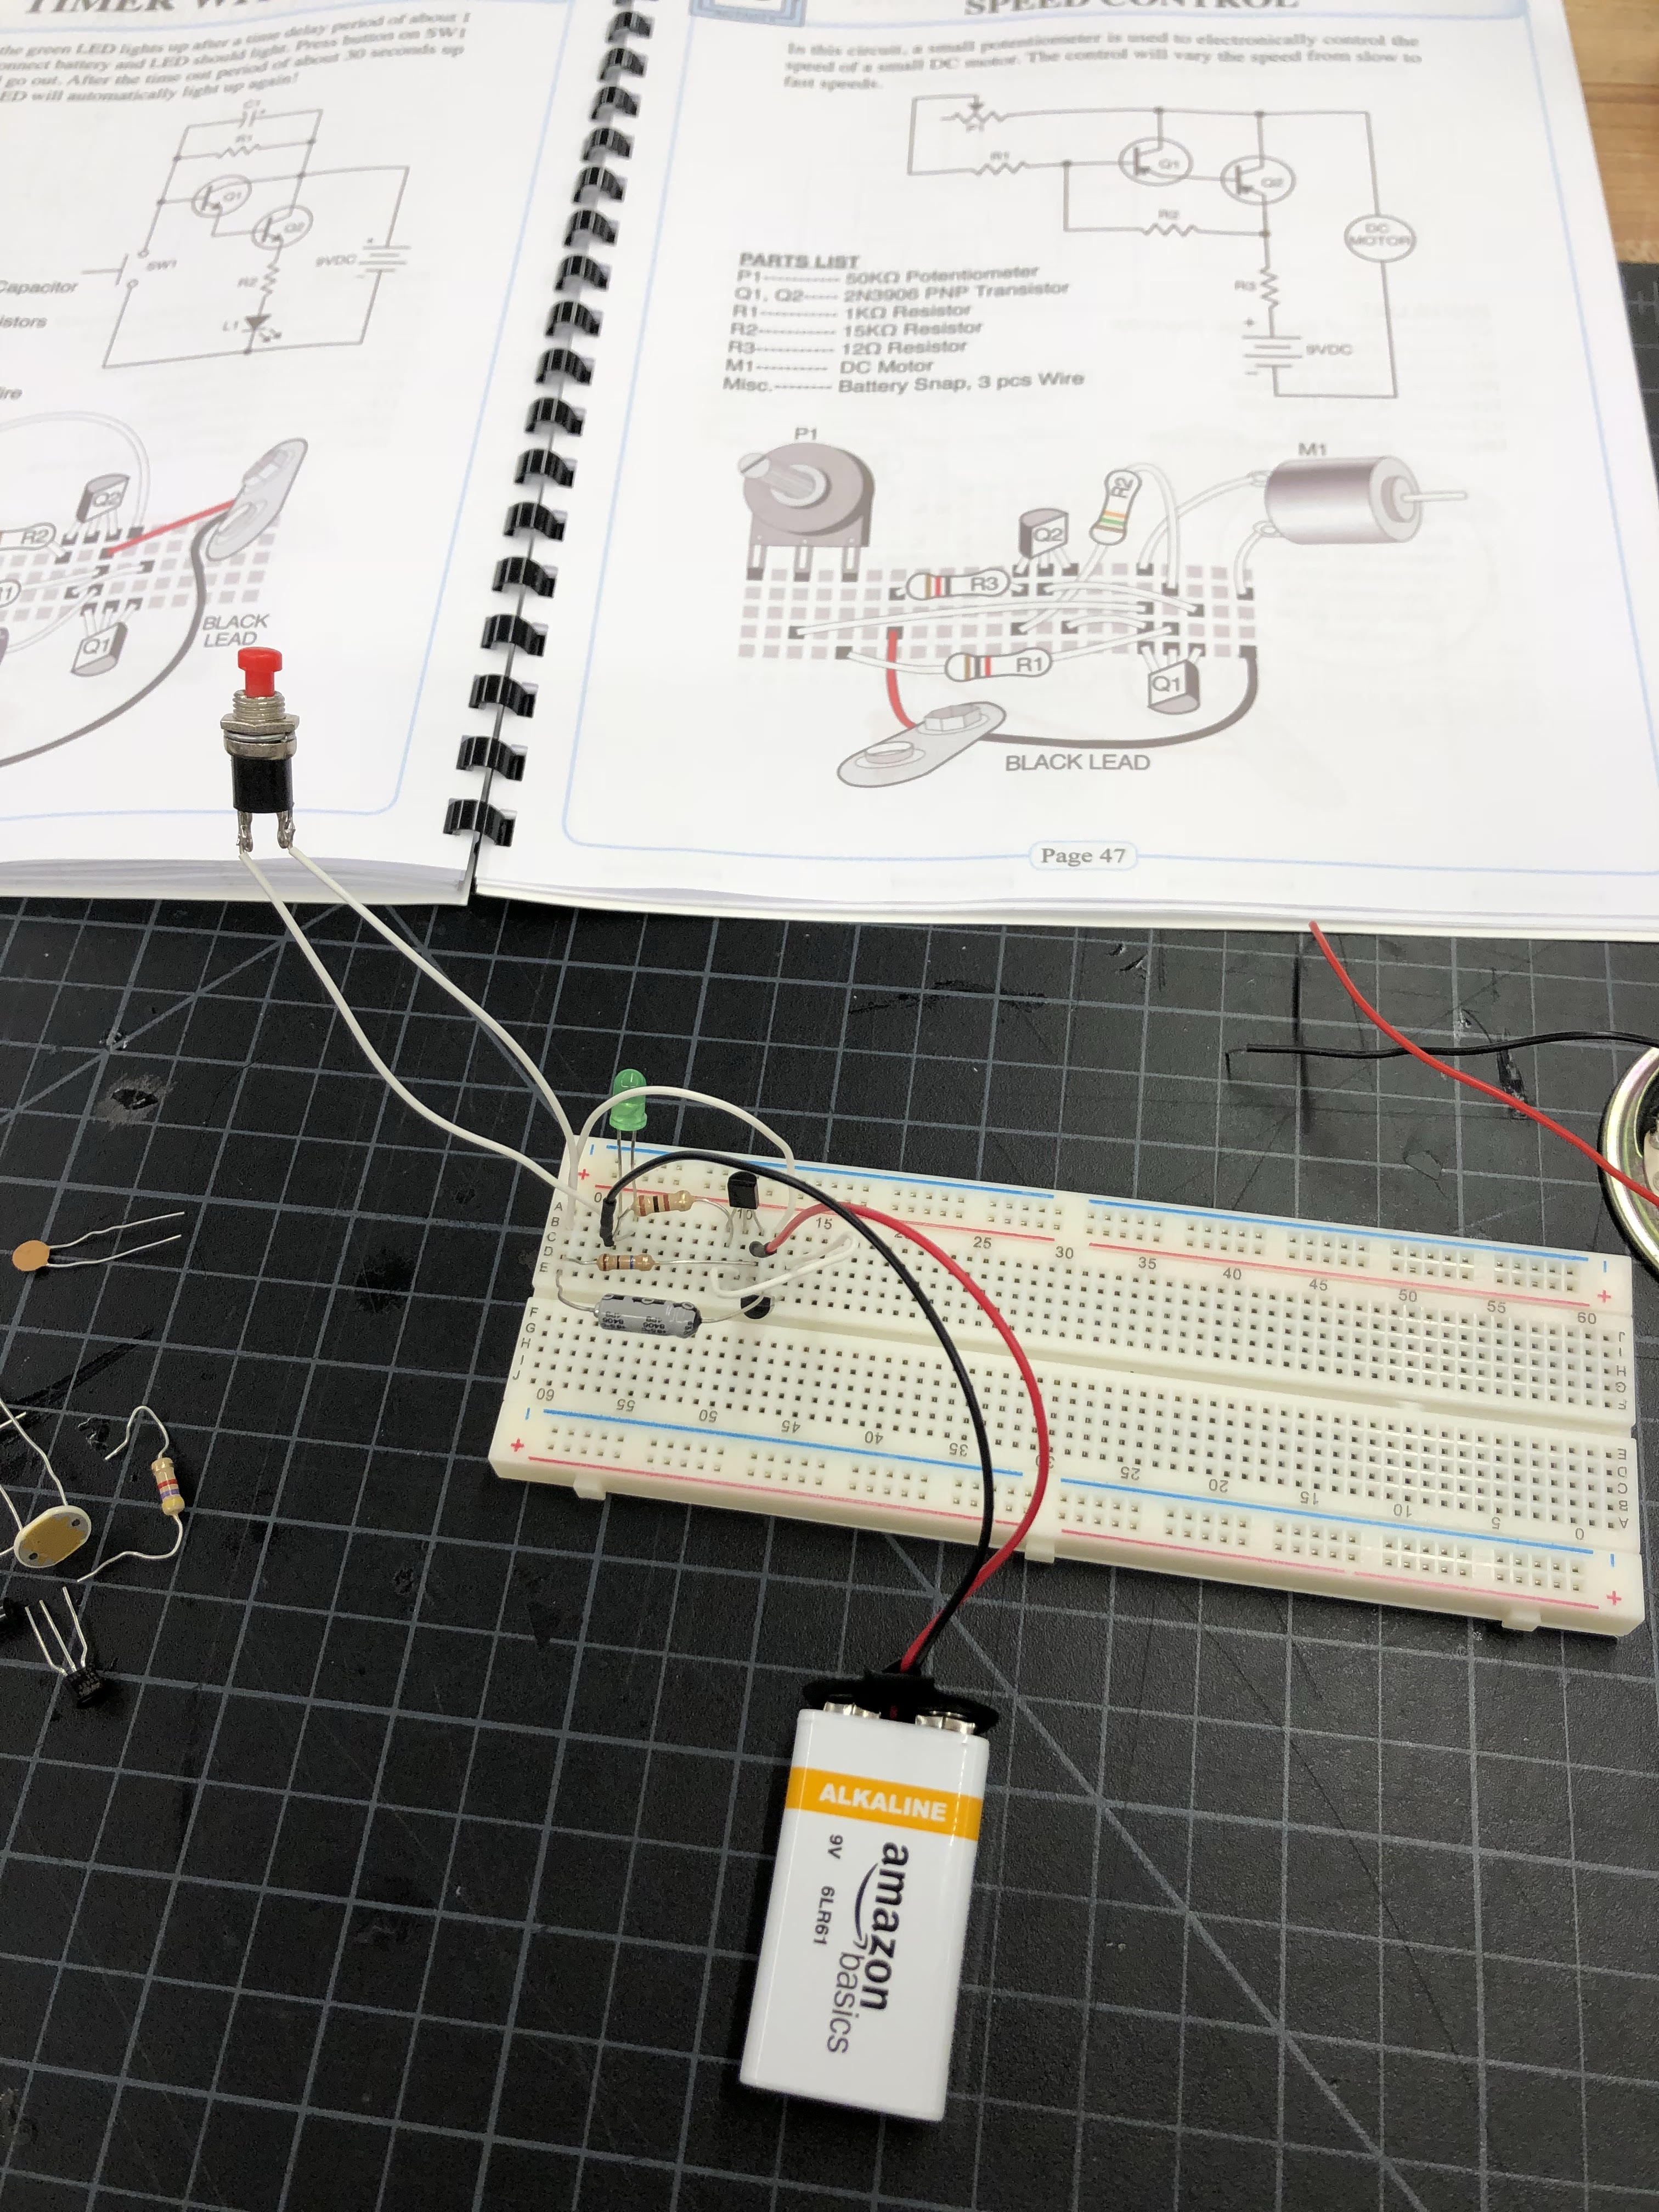 TIMER WI
the green LED lights up after a time delay period of about 1
onnect battery and LED should light. Press button on SW1
go out. After the time out period of about 30 seconds up
ED will automatically light up again!
C1
+
R1
Q1
Q2
SW1
R2
L1
9VDC
+
-
Capacitor
istors
ire
Q2
R2
Q1
BLACK
LEAD
SPEED CONTROL
In this circuit, a small potentiometer is used to electronically control the
speed of a small DC motor. The control will vary the speed from slow to
fast speeds.
P1
R1
Q1
Q2
R2
DC
MOTOR
R3
+
9VDC
-
PARTS LIST
P1------------ 50KΩ Potentiometer
Q1, Q2----- 2N3906 PNP Transistor
R1------------ 1KΩ Resistor
R2------------ 15KΩ Resistor
R3------------ 12Ω Resistor
M1----------- DC Motor
Misc.-------- Battery Snap, 3 pcs Wire
P1
M1
R2
Q2
R3
R1
Q1
BLACK LEAD
Page 47
+
0
10
15
25
30
35
40
45
50
55
60
+
A
B
C
D
E
F
G
H
I
J
J
I
H
G
F
E
D
C
B
A
60
55
50
45
40
35
30
25
20
15
10
5
0
+
+
ALKALINE
9V 6LR61
amazon
basics